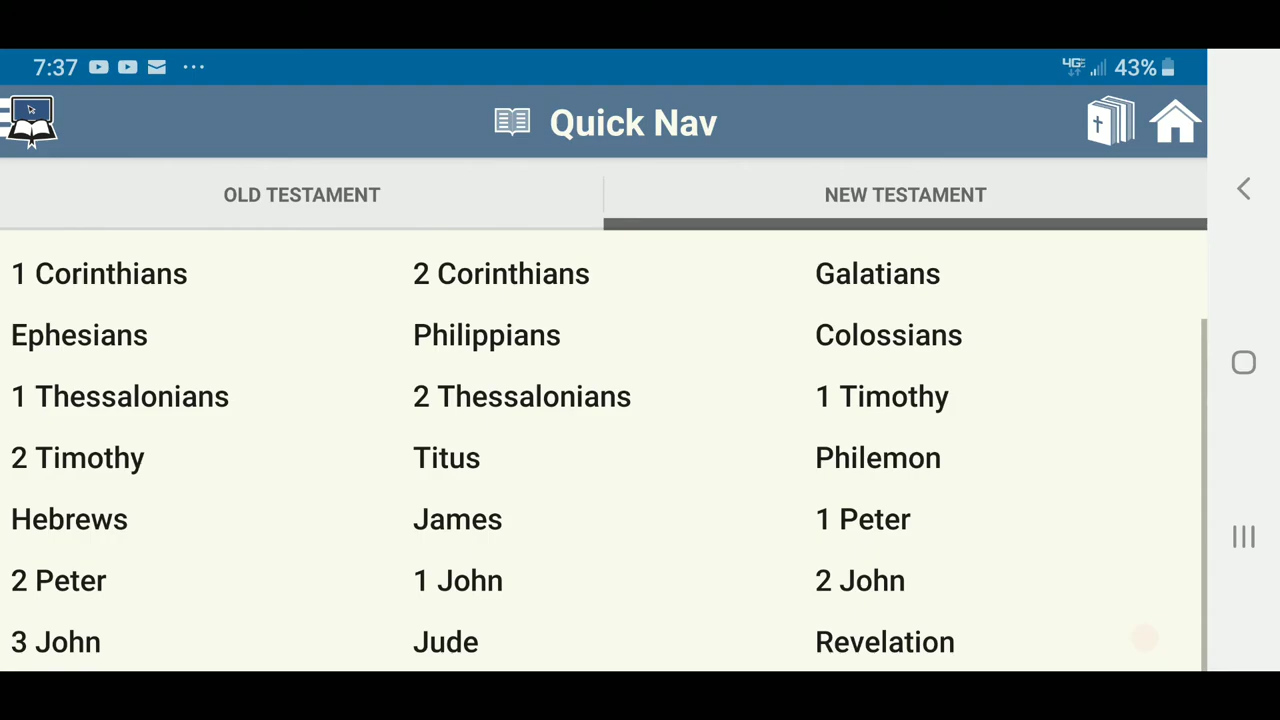 7:37 ... 4G 43%
Quick Nav
OLD TESTAMENT NEW TESTAMENT
1 Corinthians 2 Corinthians Galatians
Ephesians Philippians Colossians
1 Thessalonians 2 Thessalonians 1 Timothy
2 Timothy Titus Philemon
Hebrews James 1 Peter
2 Peter 1 John 2 John
3 John Jude Revelation